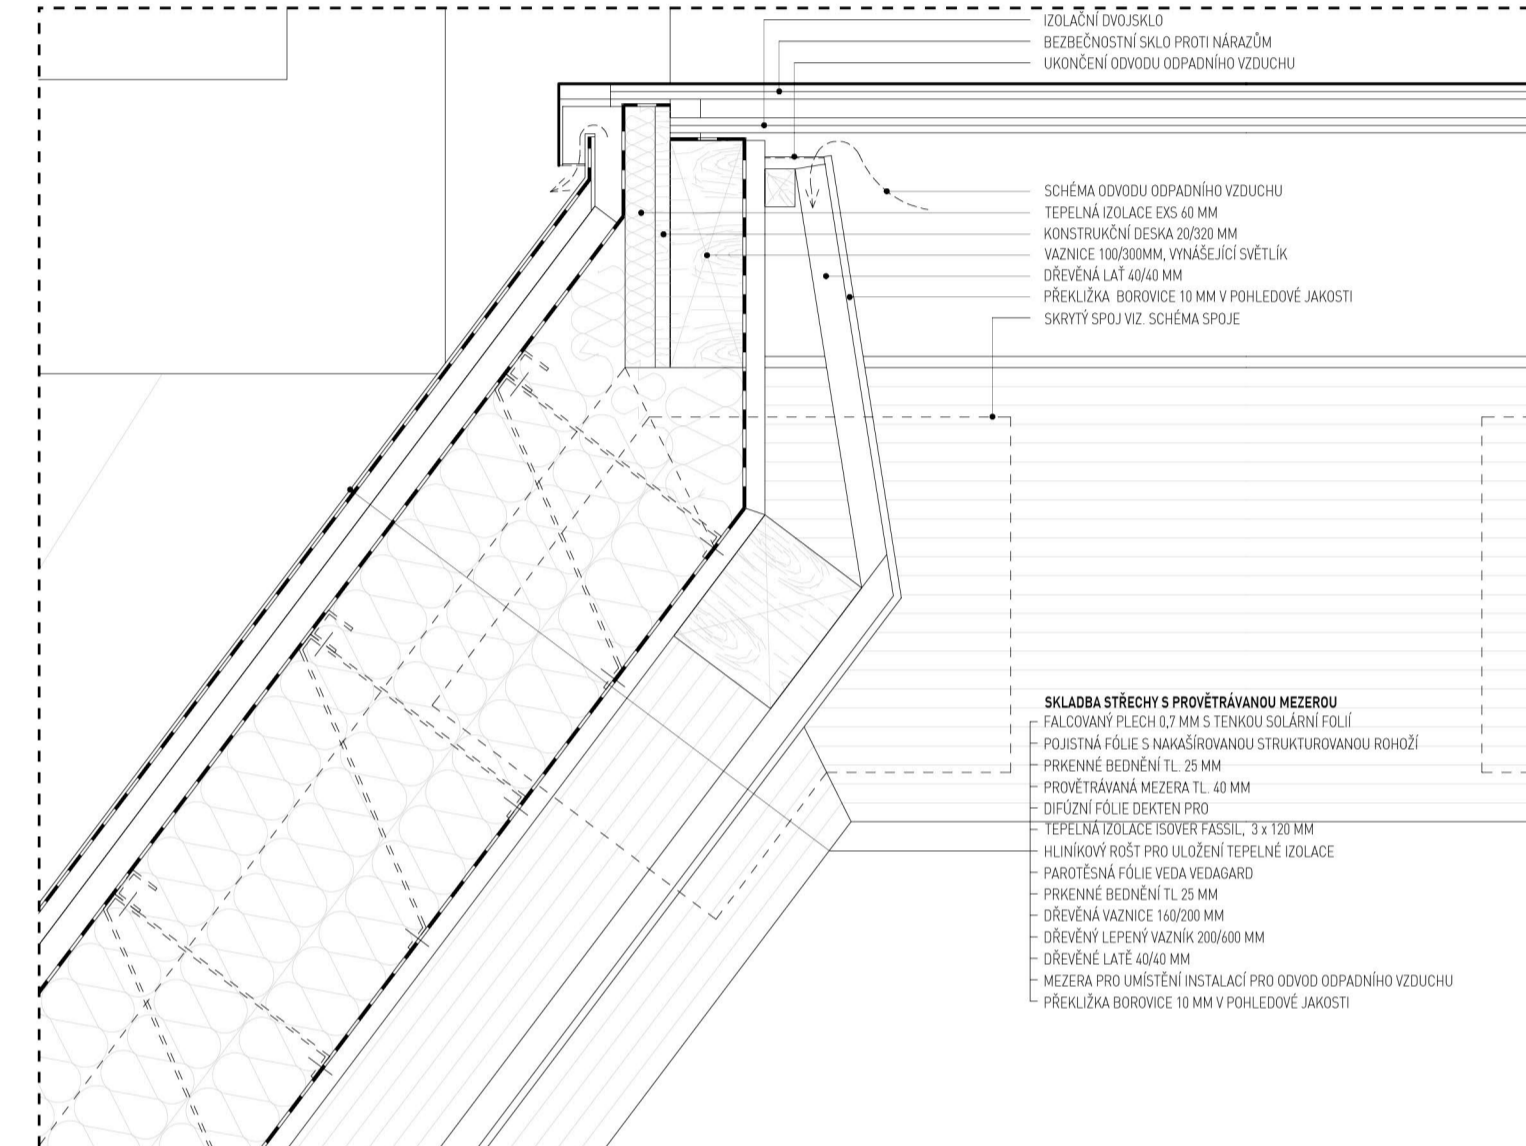 IZOLAČNÍ DVOJSKLO
BEZBEČNOSTNÍ SKLO PROTI NÁRAZŮM
UKONČENÍ ODVODU ODPADNÍHO VZDUCHU
SCHÉMA ODVODU ODPADNÍHO VZDUCHU
TEPELNÁ IZOLACE EXS 60 MM
KONSTRUKČNÍ DESKA 20/320 MM
VAZNICE 100/300MM, VYNÁŠEJÍCÍ SVĚTLÍK
DŘEVĚNÁ LAŤ 40/40 MM
PŘEKLIŽKA BOROVICE 10 MM V POHLEDOVÉ JAKOSTI
SKRYTÝ SPOJ VIZ. SCHÉMA SPOJE
SKLADBA STŘECHY S PROVĚTRÁVANOU MEZEROU
FALCOVANÝ PLECH 0,7 MM S TENKOU SOLÁRNÍ FOLIÍ
POJISTNÁ FÓLIE S NAKAŠÍROVANOU STRUKTUROVANOU ROHOŽÍ
PRKENNÉ BEDNĚNÍ TL. 25 MM
PROVĚTRÁVANÁ MEZERA TL. 40 MM
DIFÚZNÍ FÓLIE DEKTEN PRO
TEPELNÁ IZOLACE ISOVER FASSIL, 3 x 120 MM
HLINÍKOVÝ ROŠT PRO ULOŽENÍ TEPELNÉ IZOLACE
PAROTĚSNÁ FÓLIE VEDA VEDAGARD
PRKENNÉ BEDNĚNÍ TL 25 MM
DŘEVĚNÁ VAZNICE 160/200 MM
DŘEVĚNÝ LEPENÝ VAZNÍK 200/600 MM
DŘEVĚNÉ LATĚ 40/40 MM
MEZERA PRO UMÍSTĚNÍ INSTALACÍ PRO ODVOD ODPADNÍHO VZDUCHU
PŘEKLIŽKA BOROVICE 10 MM V POHLEDOVÉ JAKOSTI